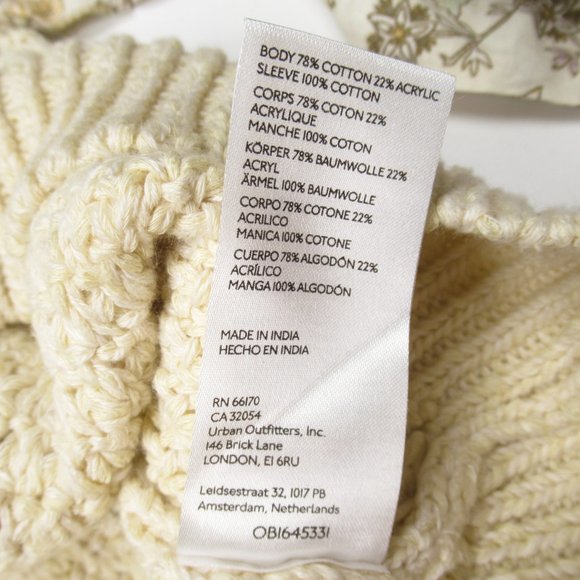 BODY 78% COTTON 22% ACRYLIC
SLEEVE 100% COTTON
CORPS 78% COTON 22%
ACRYLIQUE
MANCHE 100% COTON
KÖRPER 78% BAUMWOLLE 22%
ACRYL
ÄRMEL 100% BAUMWOLLE
CORPO 78% COTONE 22%
ACRILICO
MANICA 100% COTONE
CUERPO 78% ALGODÓN 22%
ACRÍLICO
MANGA 100% ALGODÓN
MADE IN INDIA
HECHO EN INDIA
RN 66170
CA 32054
Urban Outfitters, Inc.
146 Brick Lane
LONDON, E1 6RU
Leidsestraat 32, 1017 PB
Amsterdam, Netherlands
OB1645331